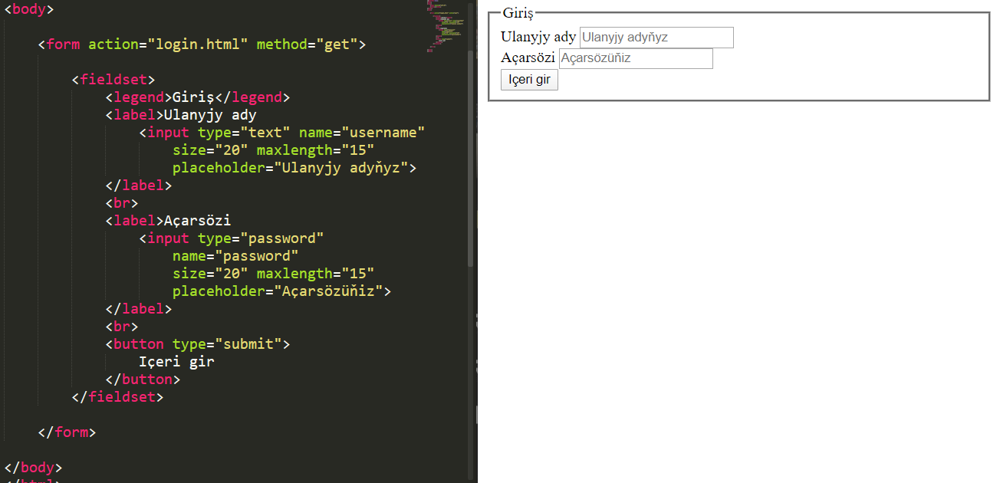 <body>
<form action="login.html" method="get">
<fieldset>
<legend>Giriş</legend>
<label>Ulanyjy ady
<input type="text" name="username"
size="20" maxlength="15"
placeholder="Ulanyjy adyňyz">
</label>
<br>
<label>Açarsözi
<input type="password"
name="password"
size="20" maxlength="15"
placeholder="Açarsözüňiz">
</label>
<br>
<button type="submit">
Içeri gir
</button>
</fieldset>
</form>
</body>
Giriş
Ulanyjy ady Ulanyjy adyňyz
Açarsözi Açarsözüňiz
Içeri gir